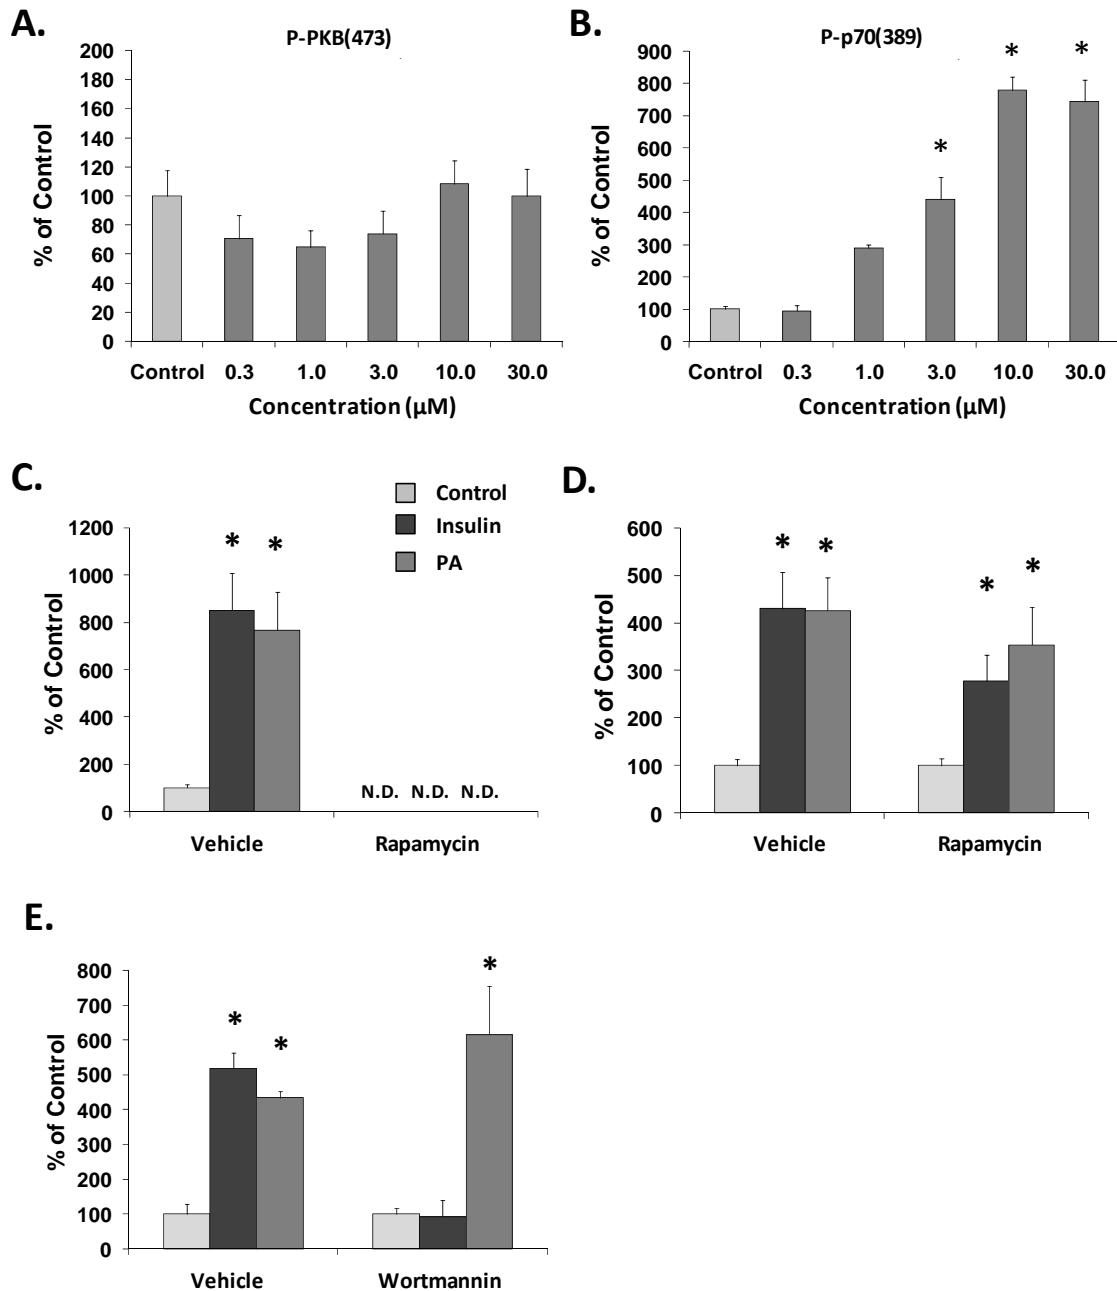 A.
P-PKB(473)
% of Control
200
180
160
140
120
100
80
60
40
20
0
Control 0.3 1.0 3.0 10.0 30.0
Concentration (µM)
B.
P-p70(389)
% of Control
900
800
700
600
500
400
300
200
100
0
* * *
Control 0.3 1.0 3.0 10.0 30.0
Concentration (µM)
C.
Control
Insulin
PA
% of Control
1200
1000
800
600
400
200
0
* *
N.D. N.D. N.D.
Vehicle Rapamycin
D.
% of Control
600
500
400
300
200
100
0
* * * *
Vehicle Rapamycin
E.
% of Control
800
700
600
500
400
300
200
100
0
* * *
Vehicle Wortmannin